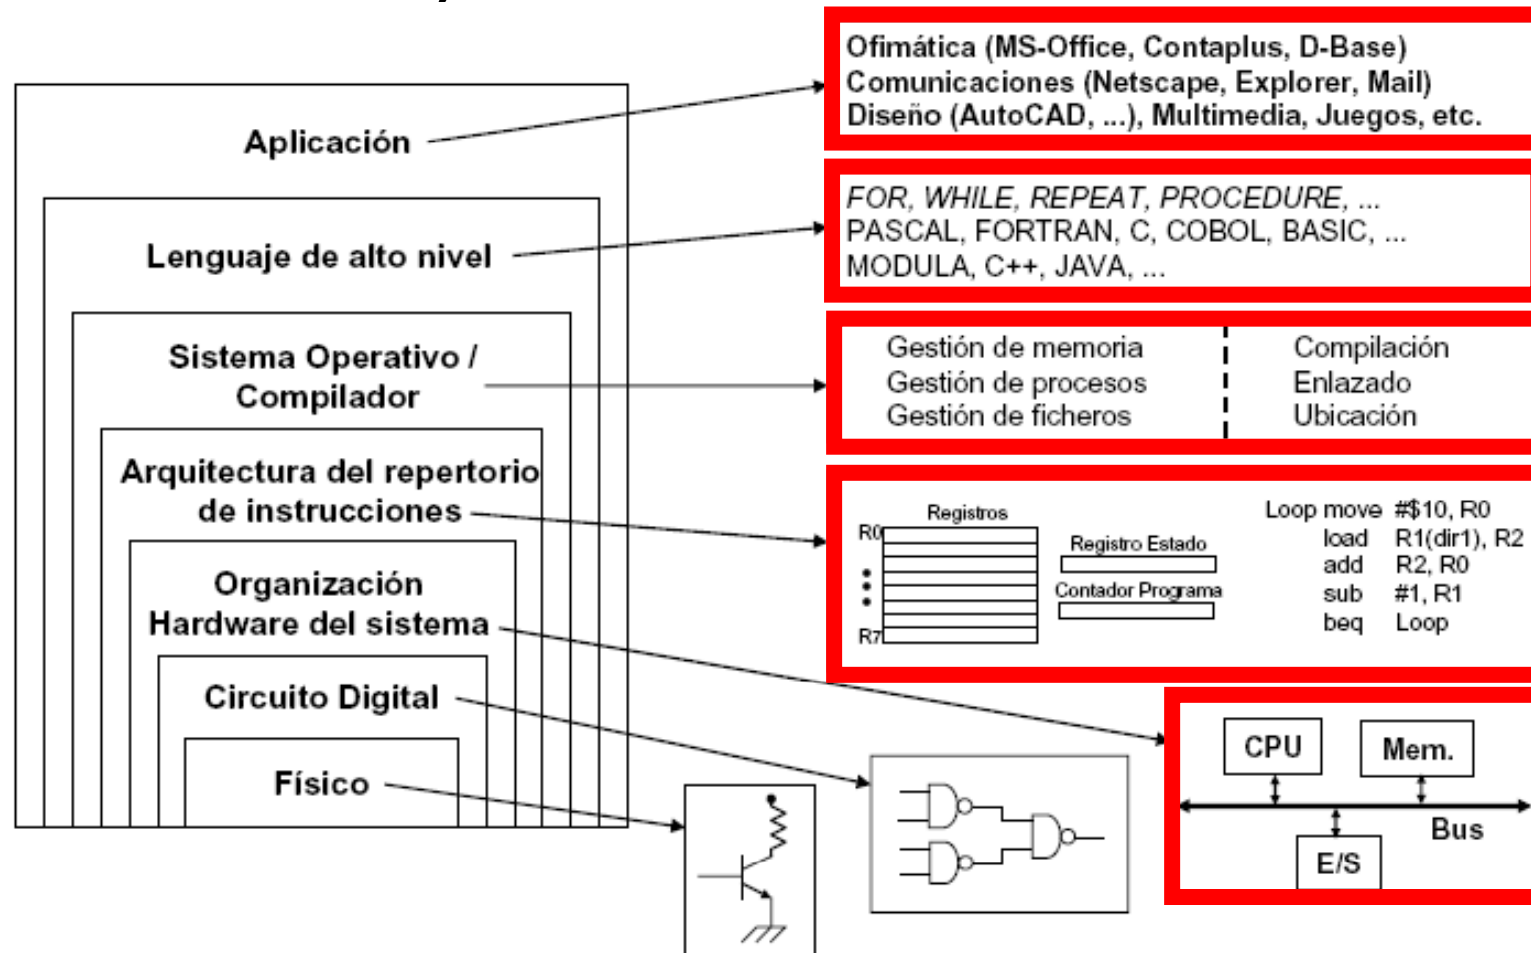 Ofimática (MS-Office, Contaplus, D-Base)
Comunicaciones (Netscape, Explorer, Mail)
Diseño (AutoCAD, ...), Multimedia, Juegos, etc.
Aplicación
FOR, WHILE, REPEAT, PROCEDURE, ...
PASCAL, FORTRAN, C, COBOL, BASIC, ...
MODULA, C++, JAVA, ...
Lenguaje de alto nivel
Sistema Operativo /
Compilador
Gestión de memoria
Gestión de procesos
Gestión de ficheros
Compilación
Enlazado
Ubicación
Arquitectura del repertorio
de instrucciones
Registros
R0
R7
Registro Estado
Contador Programa
Loop move #$10, R0
load R1(dir1), R2
add R2, R0
sub #1, R1
beq Loop
Organización
Hardware del sistema
Circuito Digital
Físico
CPU
Mem.
Bus
E/S